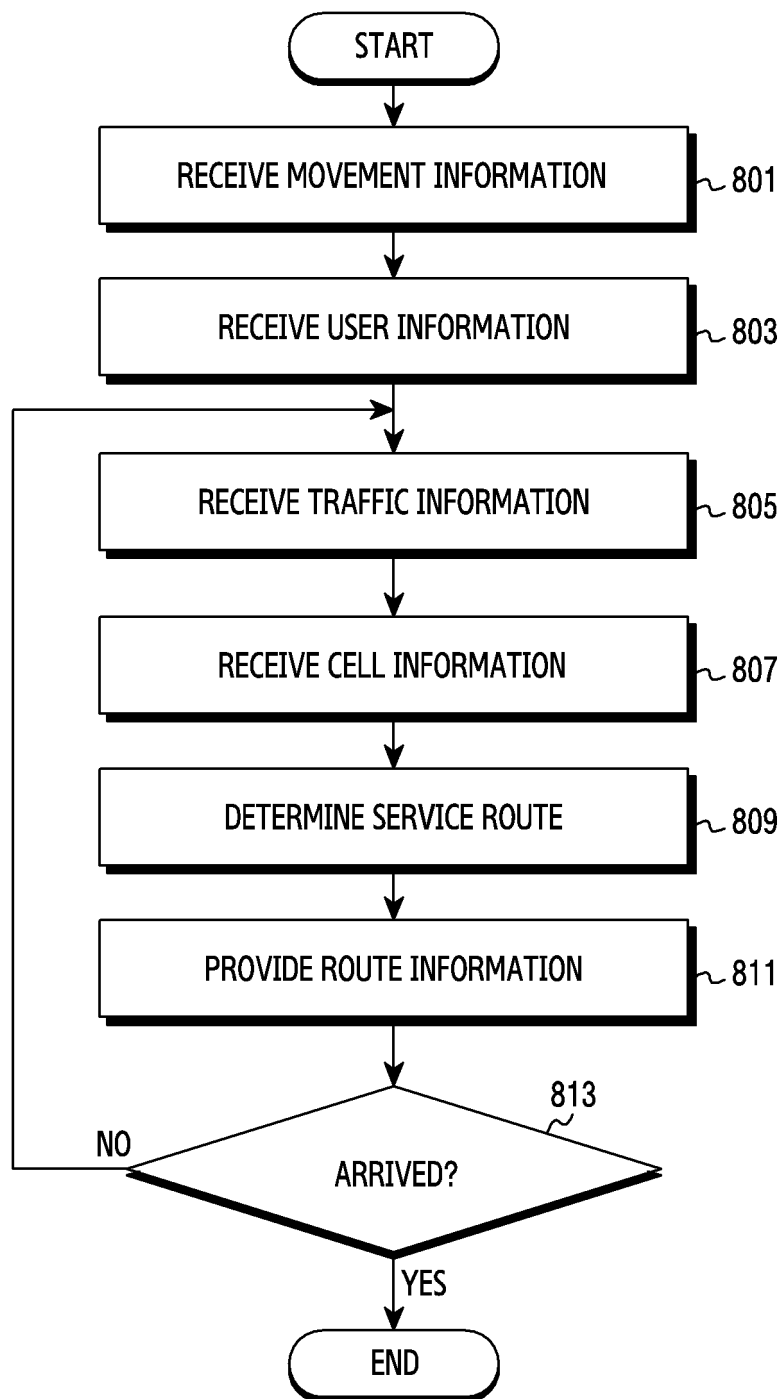 START
RECEIVE MOVEMENT INFORMATION
801
RECEIVE USER INFORMATION
803
RECEIVE TRAFFIC INFORMATION
805
RECEIVE CELL INFORMATION
807
DETERMINE SERVICE ROUTE
809
PROVIDE ROUTE INFORMATION
811
813
NO
ARRIVED?
YES
END